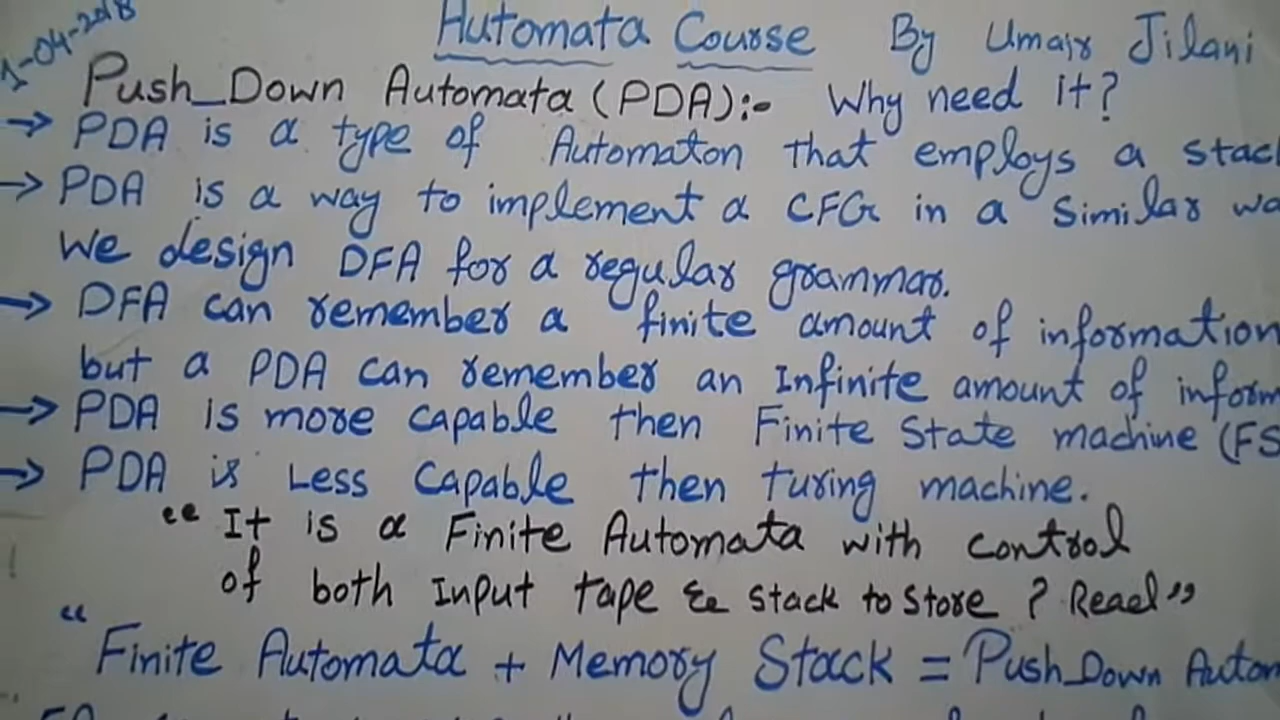 1-04-2018
Automata Course By Umair Jilani
Push_Down Automata (PDA):- Why need it?
→ PDA is a type of Automaton that employs a stac
→ PDA is a way to implement a CFG in a Similar wa
We design DFA for a regular grammar.
→ DFA can remember a finite amount of information
but a PDA can remember an Infinite amount of inform
→ PDA is more capable then Finite State machine (FS
→ PDA is Less Capable then turing machine.
"It is a Finite Automata with control
of both Input tape & Stack to Store ? Read"
"Finite Automata + Memory Stack = Push_Down Autom